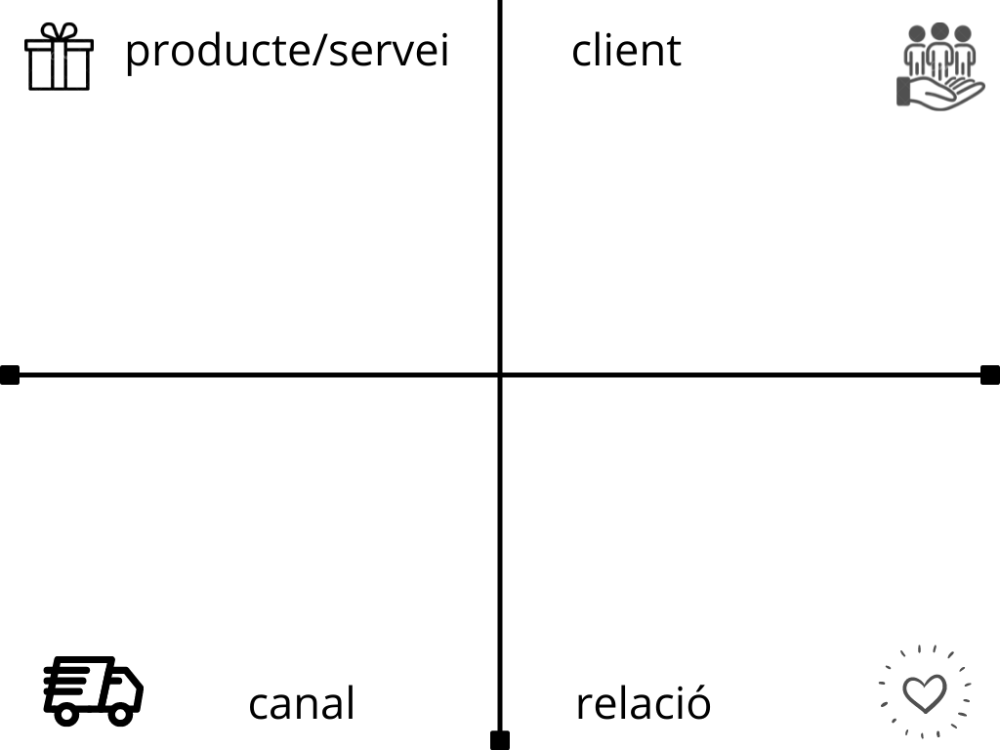 producte/servei
client
canal
relació